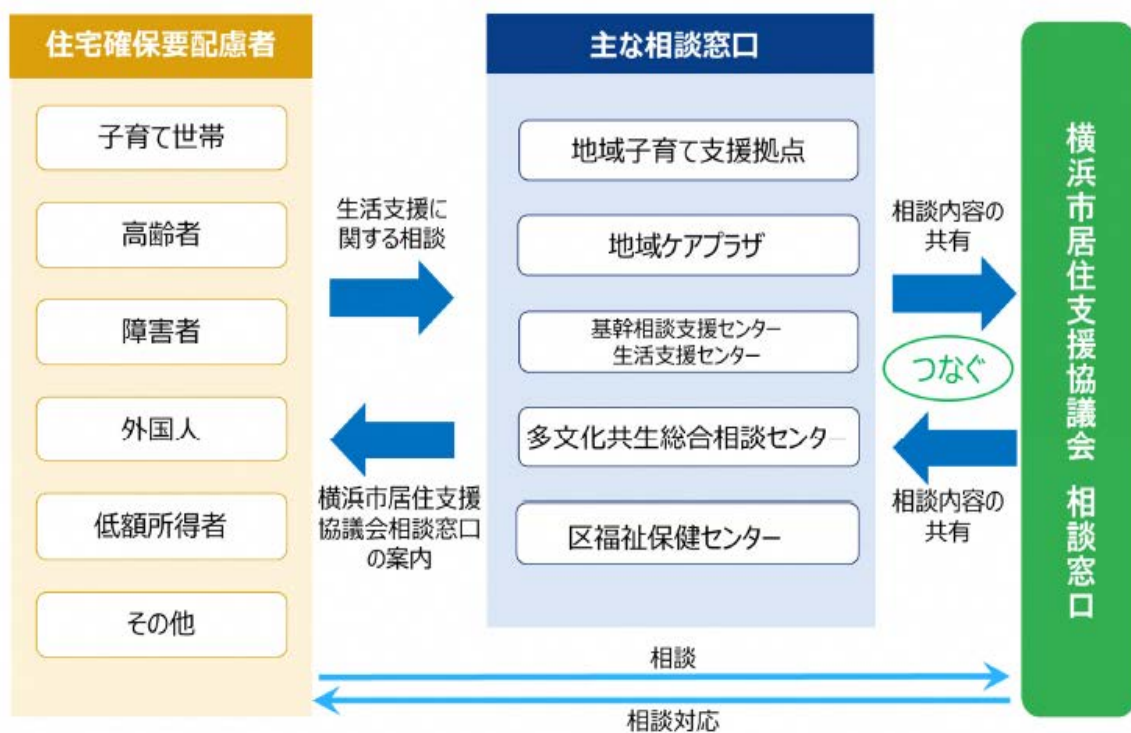 住宅確保要配慮者
子育て世帯
高齢者
障害者
外国人
低額所得者
その他
生活支援に
関する相談
横浜市居住支援
協議会相談窓口
の案内
主な相談窓口
地域子育て支援拠点
地域ケアプラザ
基幹相談支援センター
生活支援センター
多文化共生総合相談センター
区福祉保健センター
相談内容の
共有
つなぐ
相談内容の
共有
横浜市居住支援協議会 相談窓口
相談
相談対応